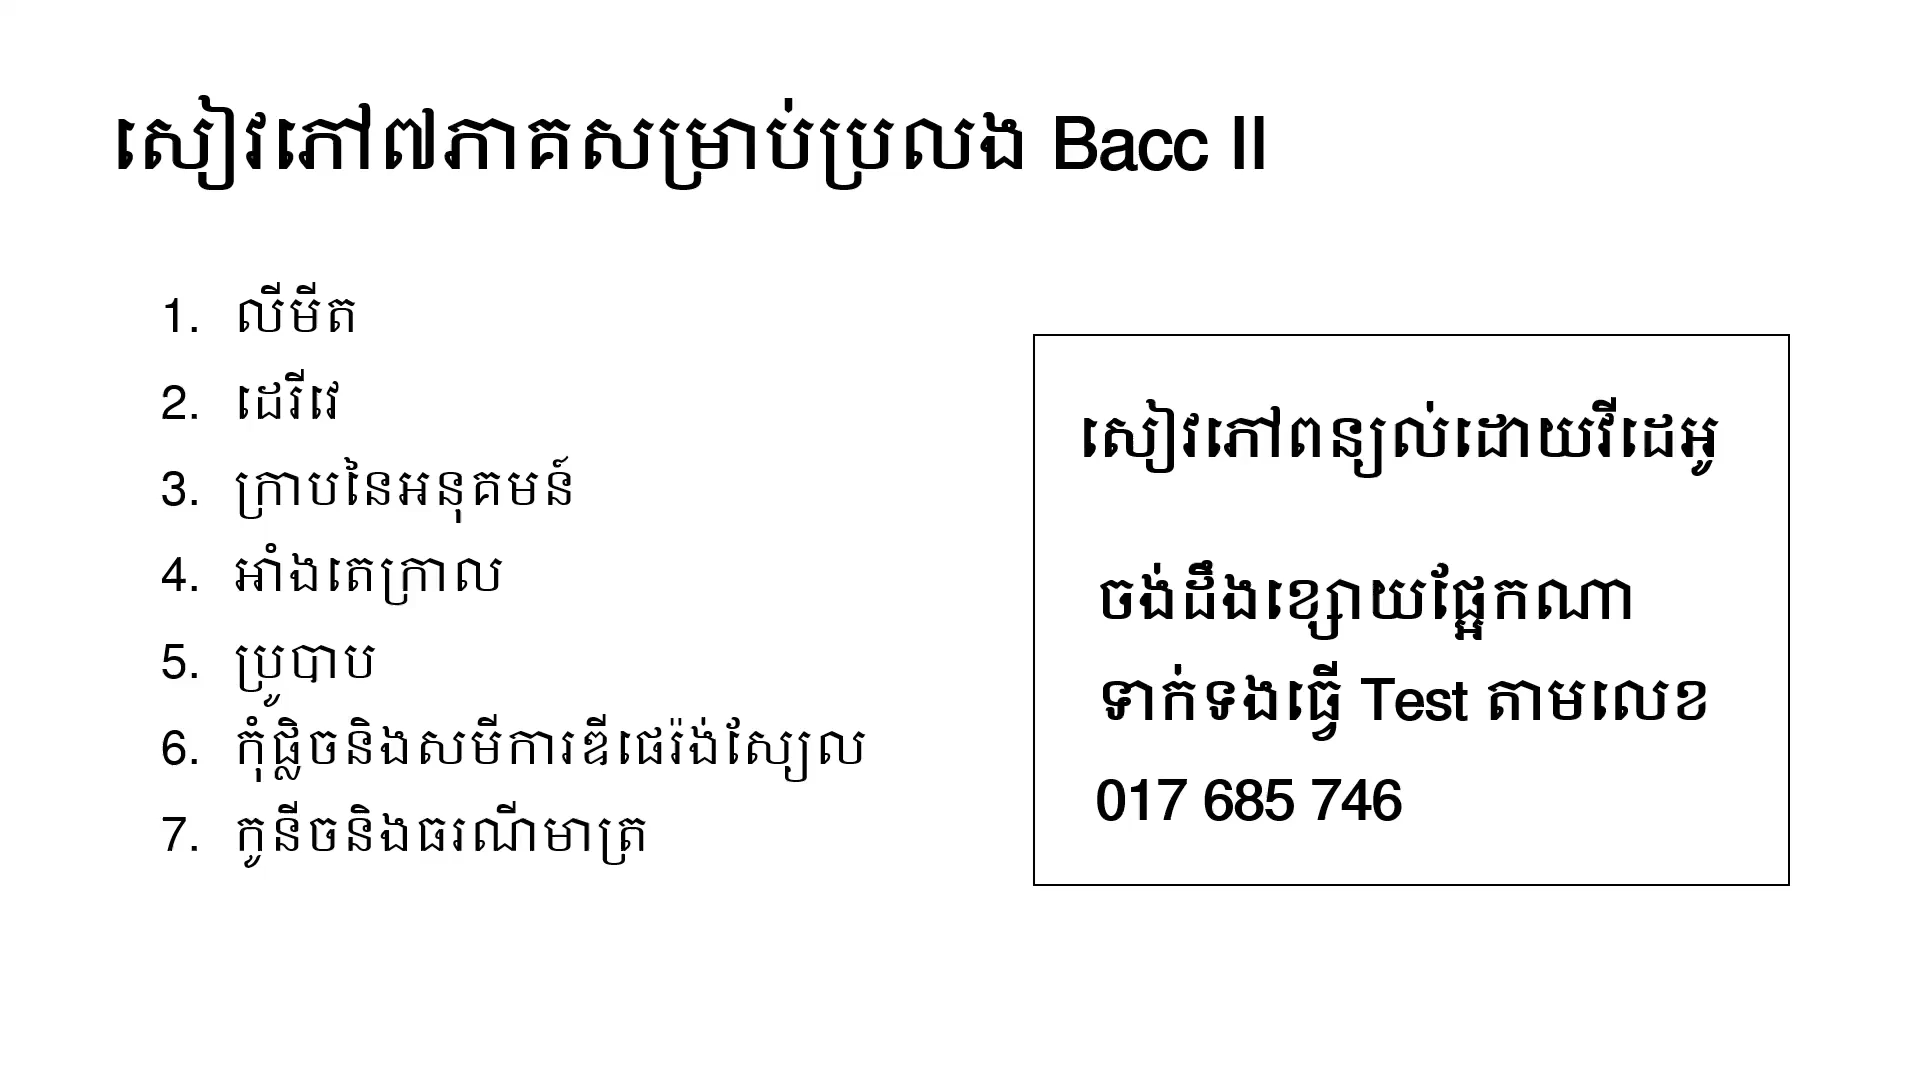 សៀវភៅ៧ភាគសម្រាប់ប្រលង Bacc II
1. លីមីត
2. ដេរីវេ
3. ក្រាបនៃអនុគមន៍
4. អាំងតេក្រាល
5. ប្រូបាប
6. កុំផ្លិចនិងសមីការឌីផេរ៉ង់ស្យែល
7. កូនីចនិងធរណីមាត្រ
សៀវភៅពន្យល់ដោយវីដេអូ
ចង់ដឹងខ្សោយផ្អែកណា
ទាក់ទងធ្វើ Test តាមលេខ
017 685 746